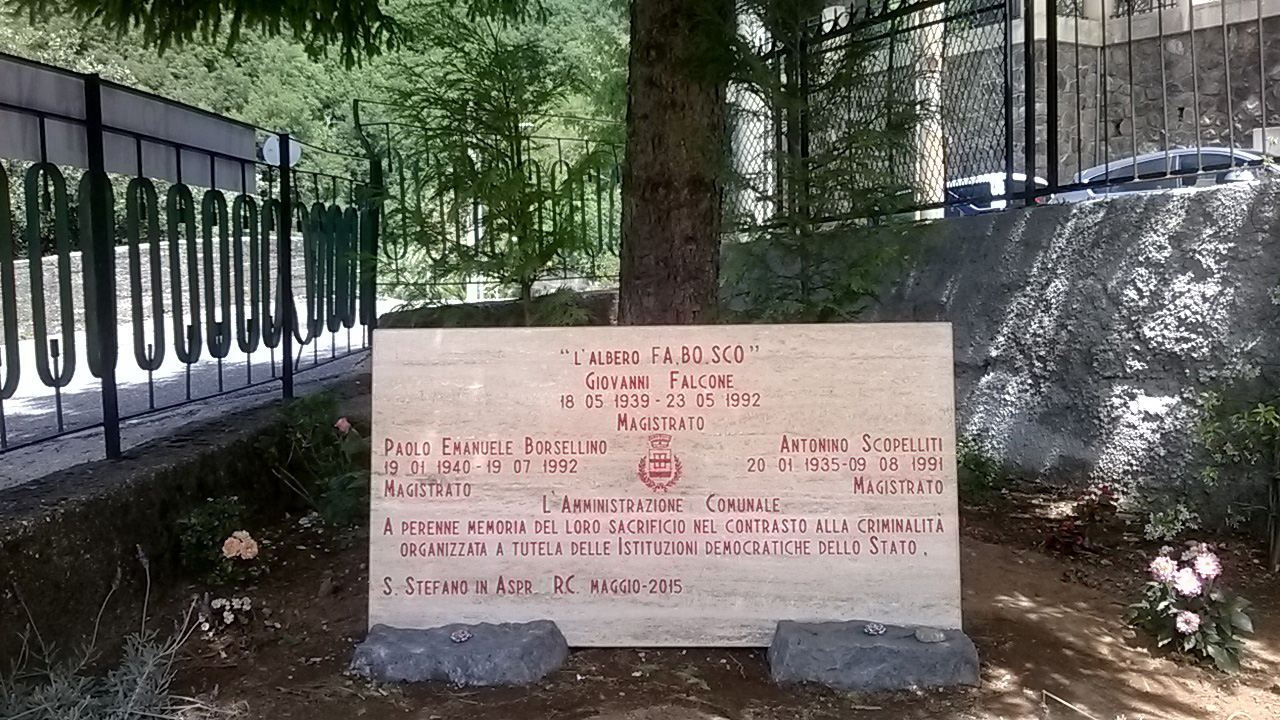 "L'ALBERO FA.BO.SCO"
GIOVANNI FALCONE
18 05 1939 - 23 05 1992
MAGISTRATO
PAOLO EMANUELE BORSELLINO
19 01 1940 - 19 07 1992
MAGISTRATO
ANTONINO SCOPELLITI
20 01 1935 - 09 08 1991
MAGISTRATO
L'AMMINISTRAZIONE COMUNALE
A PERENNE MEMORIA DEL LORO SACRIFICIO NEL CONTRASTO ALLA CRIMINALITÀ
ORGANIZZATA A TUTELA DELLE ISTITUZIONI DEMOCRATICHE DELLO STATO.
S. STEFANO IN ASPR. R.C. MAGGIO-2015